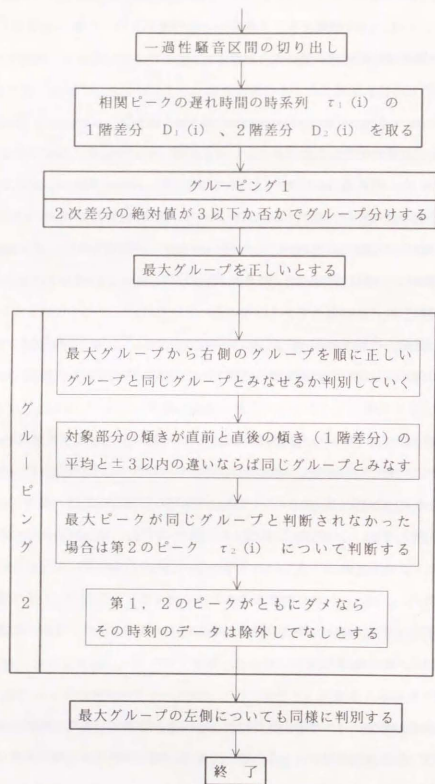 一過性騒音区間の切り出し
相関ピークの遅れ時間の時系列 τ₁(i) の
1階差分 D₁(i) 、2階差分 D₂(i) を取る
グルーピング1
2次差分の絶対値が3以下か否かでグループ分けする
最大グループを正しいとする
グルーピング 2
最大グループから右側のグループを順に正しい
グループと同じグループとみなせるか判別していく
対象部分の傾きが直前と直後の傾き(1階差分)の
平均と±3以内の違いならば同じグループとみなす
最大ピークが同じグループと判断されなかった
場合は第2のピーク τ₂(i) について判断する
第1,2のピークがともにダメなら
その時刻のデータは除外してなしとする
最大グループの左側についても同様に判別する
終 了